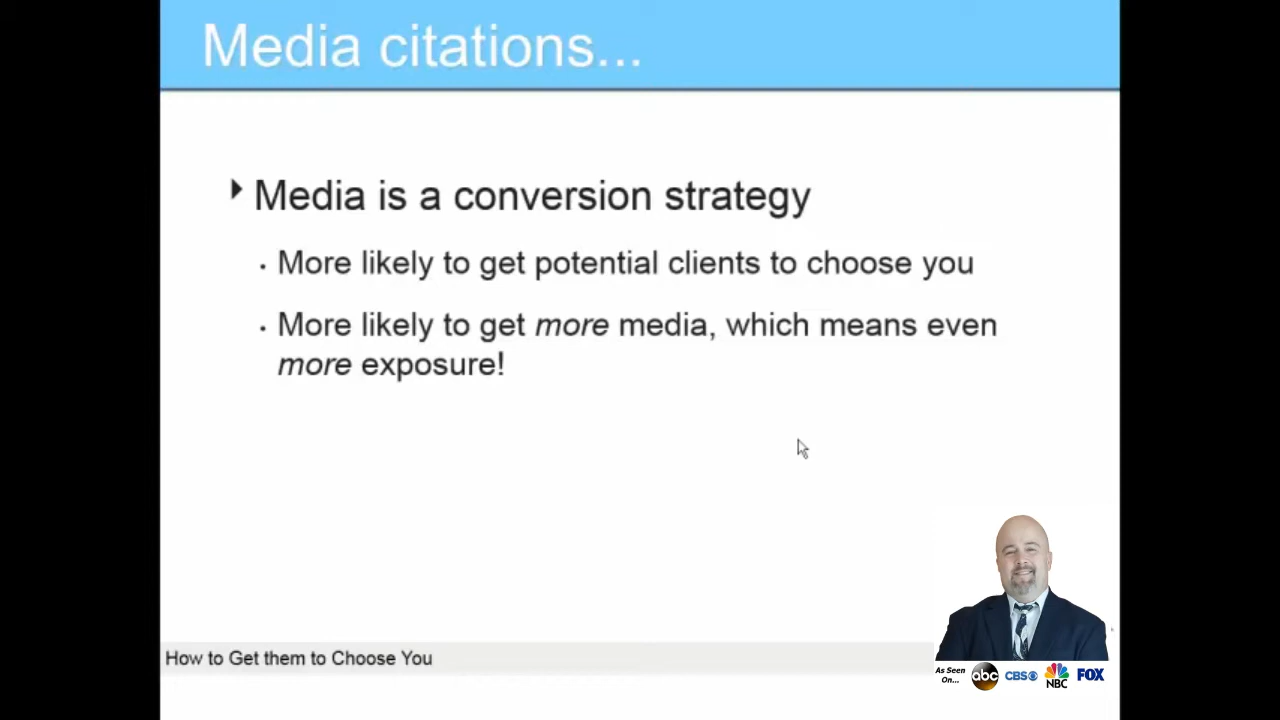 Media citations...
Media is a conversion strategy
More likely to get potential clients to choose you
More likely to get more media, which means even
more exposure!
How to Get them to Choose You
As Seen
On...
abc CBS NBC FOX